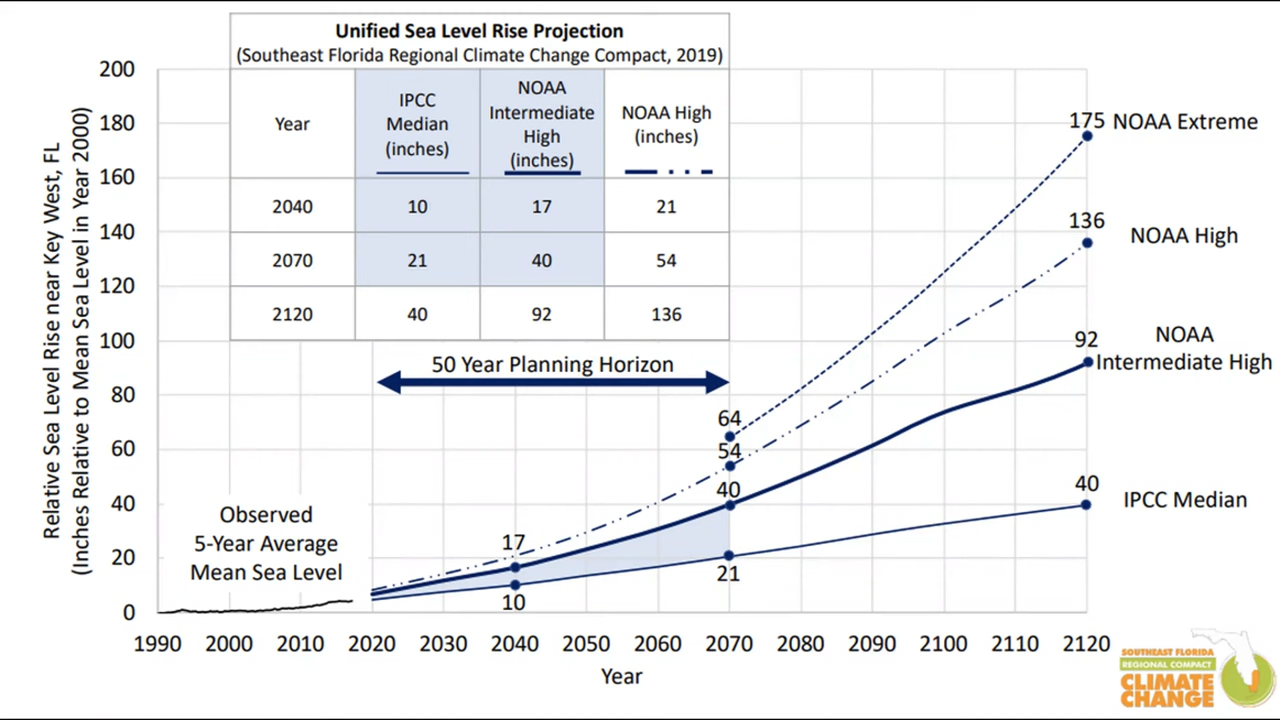 Unified Sea Level Rise Projection
(Southeast Florida Regional Climate Change Compact, 2019)
Year
IPCC
Median
(inches)
NOAA
Intermediate
High
(inches)
NOAA High
(inches)
2040 10 17 21
2070 21 40 54
2120 40 92 136
50 Year Planning Horizon
Relative Sea Level Rise near Key West, FL
(Inches Relative to Mean Sea Level in Year 2000)
200
180
160
140
120
100
80
60
40
20
0
Observed
5-Year Average
Mean Sea Level
17
10
64
54
40
21
175 NOAA Extreme
136
NOAA High
92
NOAA
Intermediate High
40
IPCC Median
1990 2000 2010 2020 2030 2040 2050 2060 2070 2080 2090 2100 2110 2120
Year
SOUTHEAST FLORIDA
REGIONAL COMPACT
CLIMATE
CHANGE